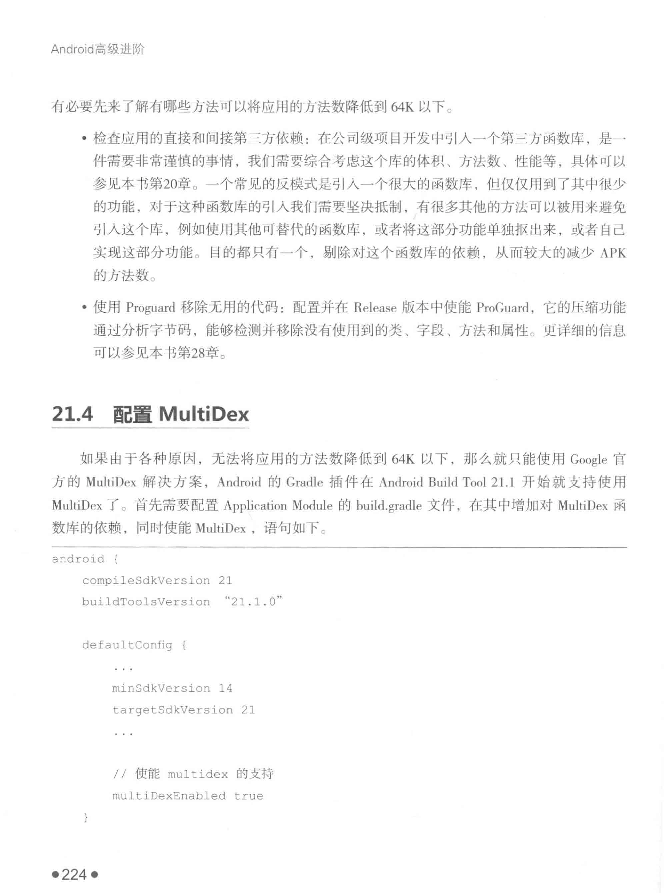 Android高级进阶
有必要先来了解有哪些方法可以将应用的方法数降低到 64K 以下。
• 检查应用的直接和间接第三方依赖：在公司级项目开发中引入一个第三方函数库，是一
件需要非常谨慎的事情，我们需要综合考虑这个库的体积、方法数、性能等，具体可以
参见本书第20章。一个常见的反模式是引入一个很大的函数库，但仅仅用到了其中很少
的功能，对于这种函数库的引入我们需要坚决抵制，有很多其他的方法可以被用来避免
引入这个库，例如使用其他可替代的函数库，或者将这部分功能单独抠出来，或者自己
实现这部分功能。目的都只有一个，剔除对这个函数库的依赖，从而较大的减少 APK
的方法数。
• 使用 Proguard 移除无用的代码：配置并在 Release 版本中使能 ProGuard，它的压缩功能
通过分析字节码，能够检测并移除没有使用到的类、字段、方法和属性。更详细的信息
可以参见本书第28章。
21.4 配置 MultiDex
如果由于各种原因，无法将应用的方法数降低到 64K 以下，那么就只能使用 Google 官
方的 MultiDex 解决方案，Android 的 Gradle 插件在 Android Build Tool 21.1 开始就支持使用
MultiDex 了。首先需要配置 Application Module 的 build.gradle 文件，在其中增加对 MultiDex 函
数库的依赖，同时使能 MultiDex ，语句如下。
android {
compileSdkVersion 21
buildToolsVersion “21.1.0”
defaultConfig {
...
minSdkVersion 14
targetSdkVersion 21
...
// 使能 multidex 的支持
multiDexEnabled true
}
●224●